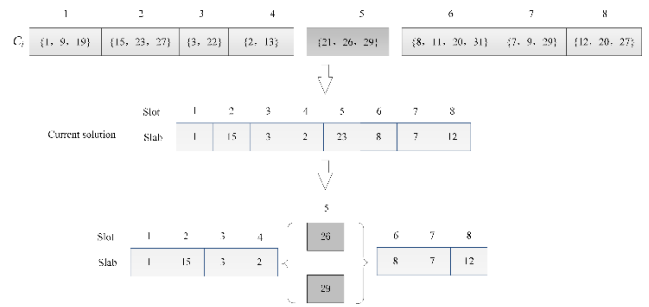 1 2 3 4 5 6 7 8
C_i {1, 9, 19} {15, 23, 27} {3, 22} {2, 13} {21, 26, 29} {8, 11, 20, 31} {7, 9, 29} {12, 20, 27}
Slot 1 2 3 4 5 6 7 8
Current solution Slab 1 15 3 2 23 8 7 12
5
Slot 1 2 3 4 26 6 7 8
Slab 1 15 3 2 8 7 12
29